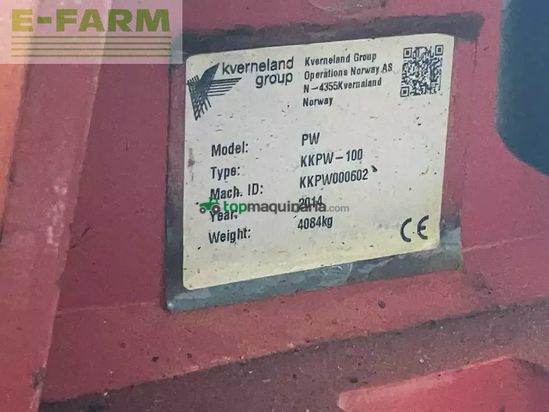 E-FARM
kverneland
group
Kverneland Group
Operations Norway AS
N-4355Kvernaland
Norway
Model: PW
Type: KKPW-100
Mach. ID: KKPW000602
topmaquinaria.com
Year: 2014
Weight: 4084kg
CE